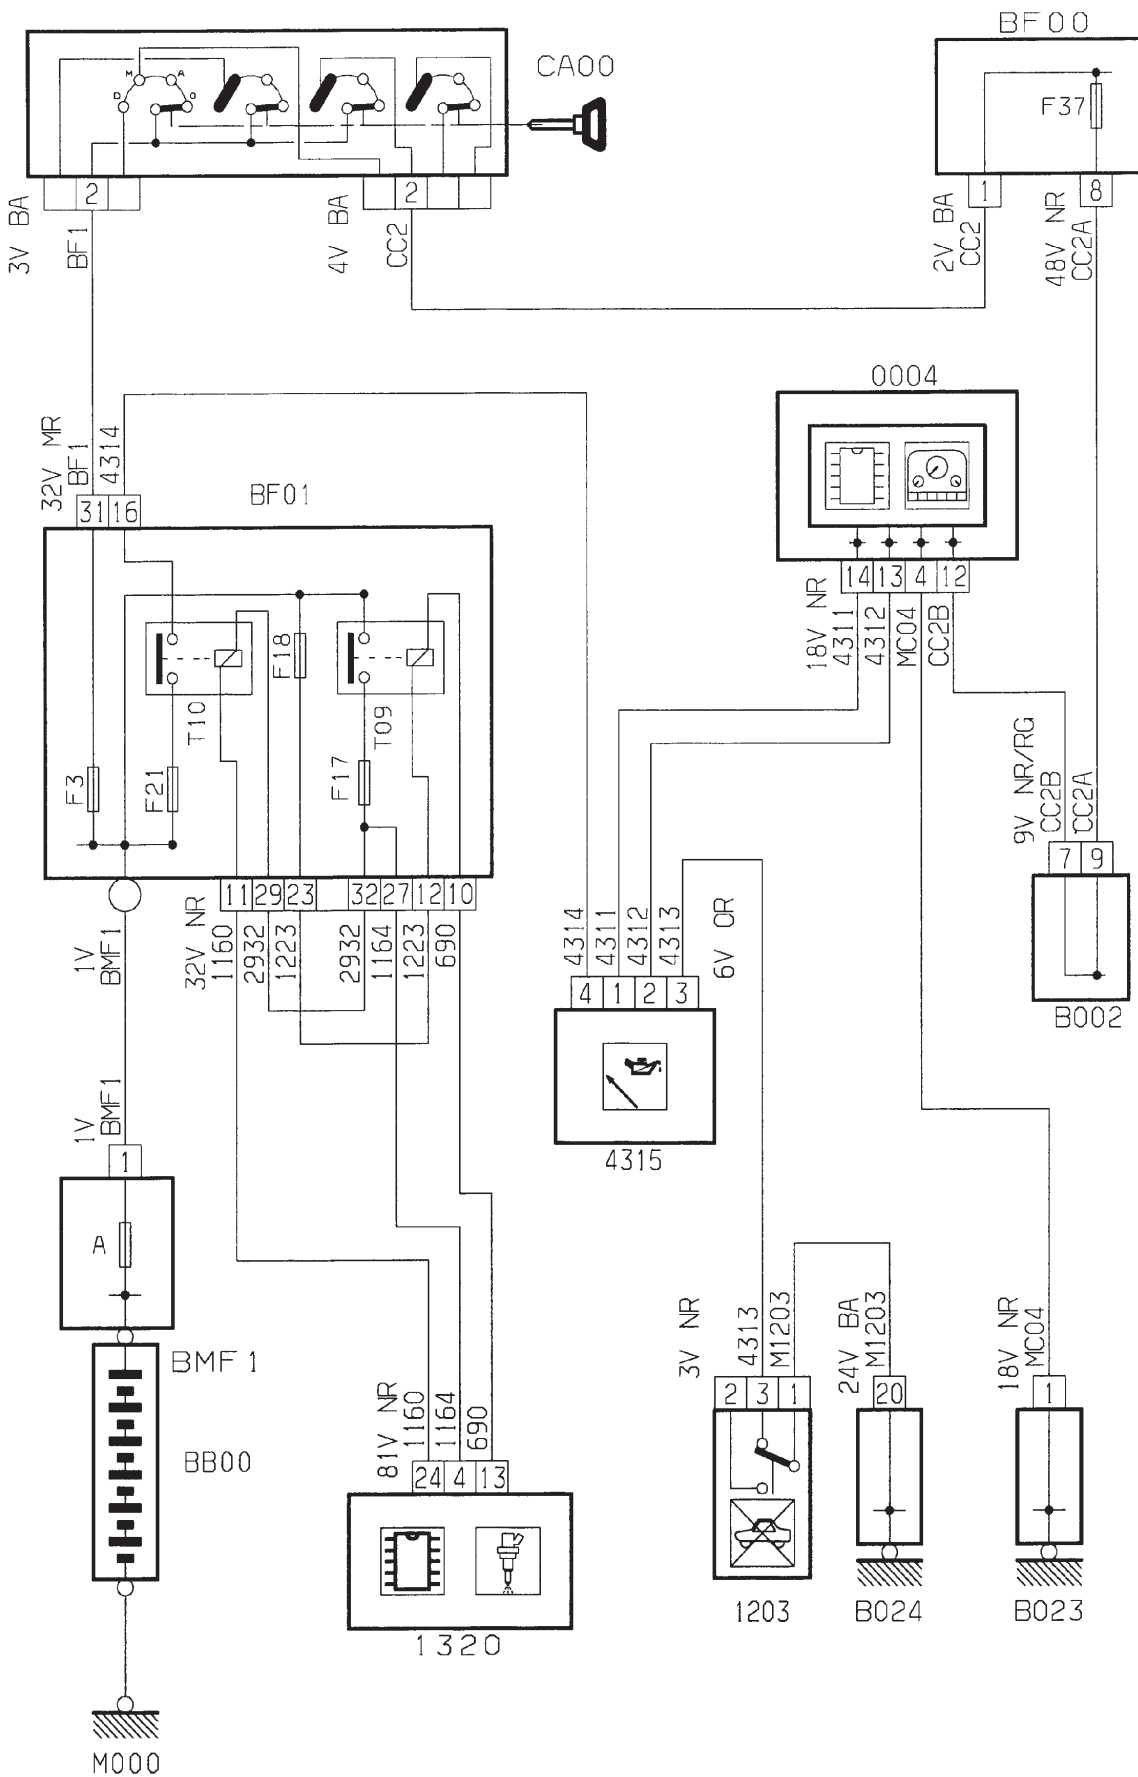 BF00
CA00
M A
D O
F37
2
2
1
8
3V BA
BF1
4V BA
CC2
2V BA
CC2
48V NR
CC2A
0004
32V MR
BF1
4314
BF01
31 16
14 13 4 12
18V NR
4311
4312
MC04
CC2B
T10
F18
T09
F3
F21
F17
9V NR/RG
CC2B
CC2A
7 9
B002
11 29 23 32 27 12 10
32V NR
1160
2932
1223
2932
1164
1223
690
1V
BMF1
4314
4311
4312
4313
6V OR
4 1 2 3
4315
1V
BMF1
1
A
BMF1
BB00
M000
81V NR
1160
1164
690
24 4 13
1320
3V NR
4313
M1203
2 3 1
1203
24V BA
M1203
20
B024
18V NR
MC04
1
B023